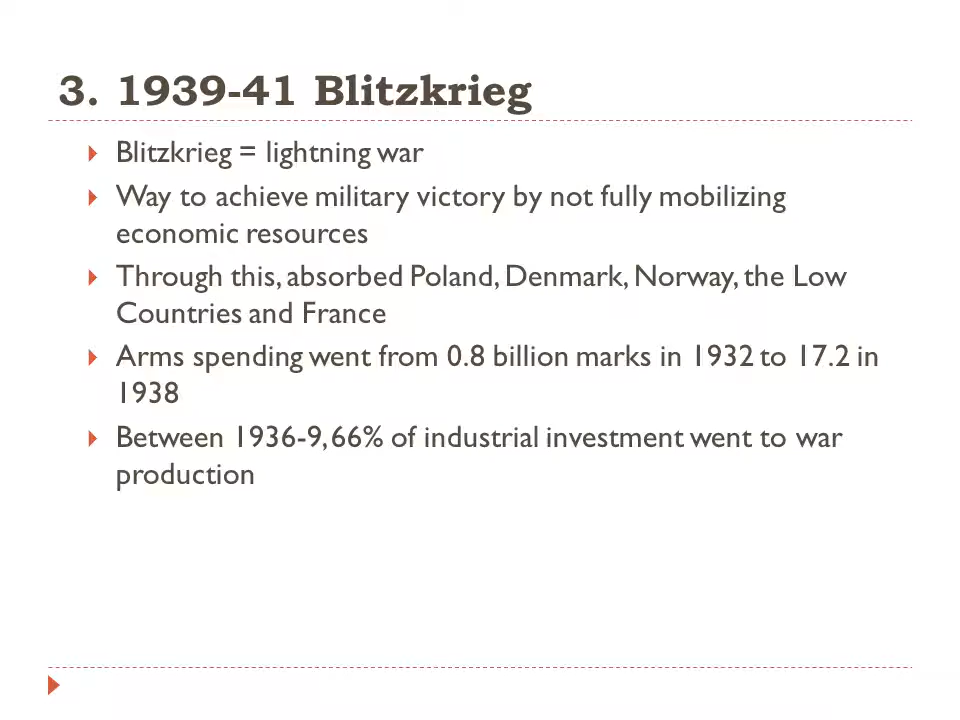 3. 1939-41 Blitzkrieg
Blitzkrieg = lightning war
Way to achieve military victory by not fully mobilizing
economic resources
Through this, absorbed Poland, Denmark, Norway, the Low
Countries and France
Arms spending went from 0.8 billion marks in 1932 to 17.2 in
1938
Between 1936-9, 66% of industrial investment went to war
production